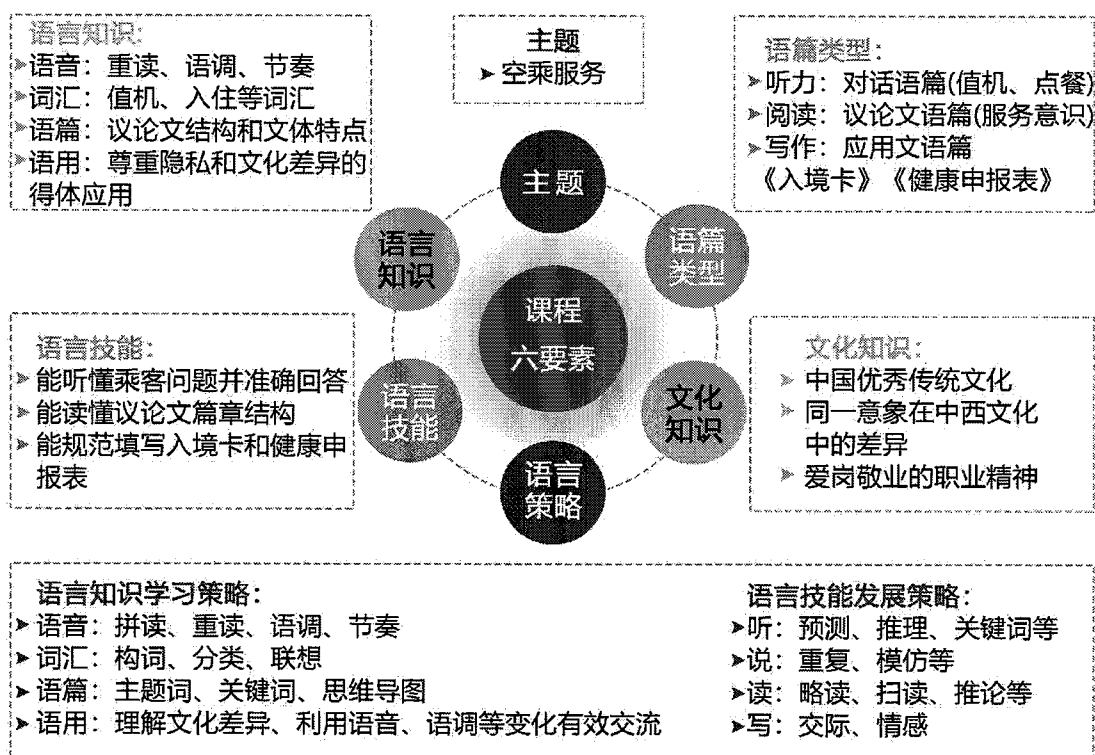 语言知识:
➤语音：重读、语调、节奏
➤词汇：值机、入住等词汇
➤语篇：议论文结构和文体特点
➤语用：尊重隐私和文化差异的
得体应用
主题
➤空乘服务
语篇类型：
➤听力：对话语篇(值机、点餐)
➤阅读：议论文语篇(服务意识)
➤写作：应用文语篇
《入境卡》《健康申报表》
主题
语言
知识
语篇
类型
课程
六要素
语言
技能
文化
知识
语言
策略
语言技能：
➤能听懂乘客问题并准确回答
➤能读懂议论文篇章结构
➤能规范填写入境卡和健康申
报表
文化知识：
➤中国优秀传统文化
➤同一意象在中西文化
中的差异
➤爱岗敬业的职业精神
语言知识学习策略：
➤语音：拼读、重读、语调、节奏
➤词汇：构词、分类、联想
➤语篇：主题词、关键词、思维导图
➤语用：理解文化差异、利用语音、语调等变化有效交流
语言技能发展策略：
➤听：预测、推理、关键词等
➤说：重复、模仿等
➤读：略读、扫读、推论等
➤写：交际、情感